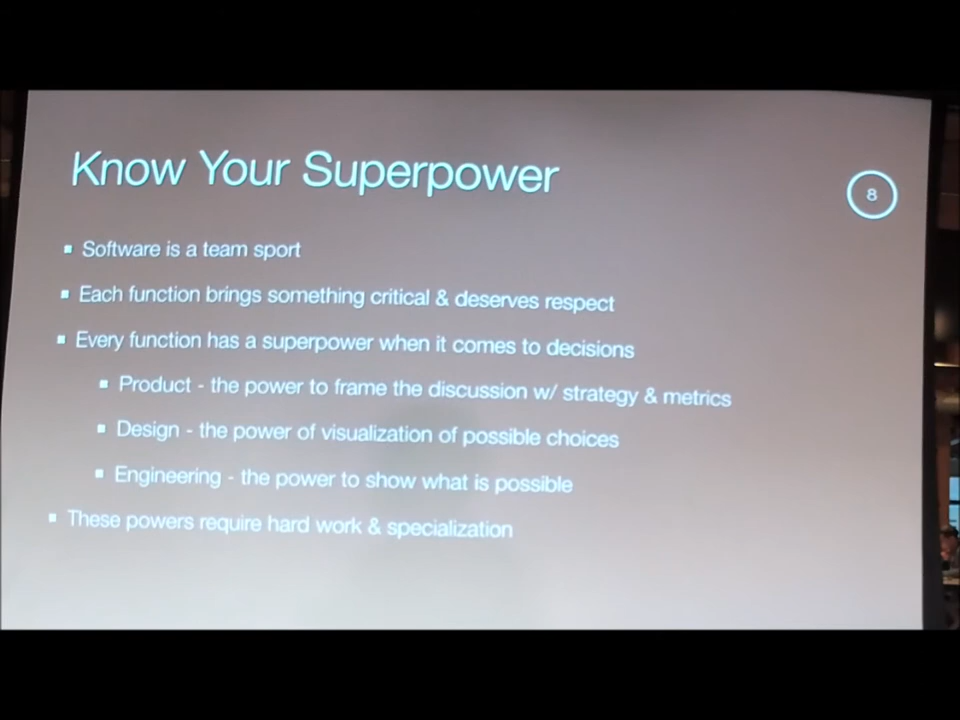 Know Your Superpower
8
Software is a team sport
Each function brings something critical & deserves respect
Every function has a superpower when it comes to decisions
Product - the power to frame the discussion w/ strategy & metrics
Design - the power of visualization of possible choices
Engineering - the power to show what is possible
These powers require hard work & specialization